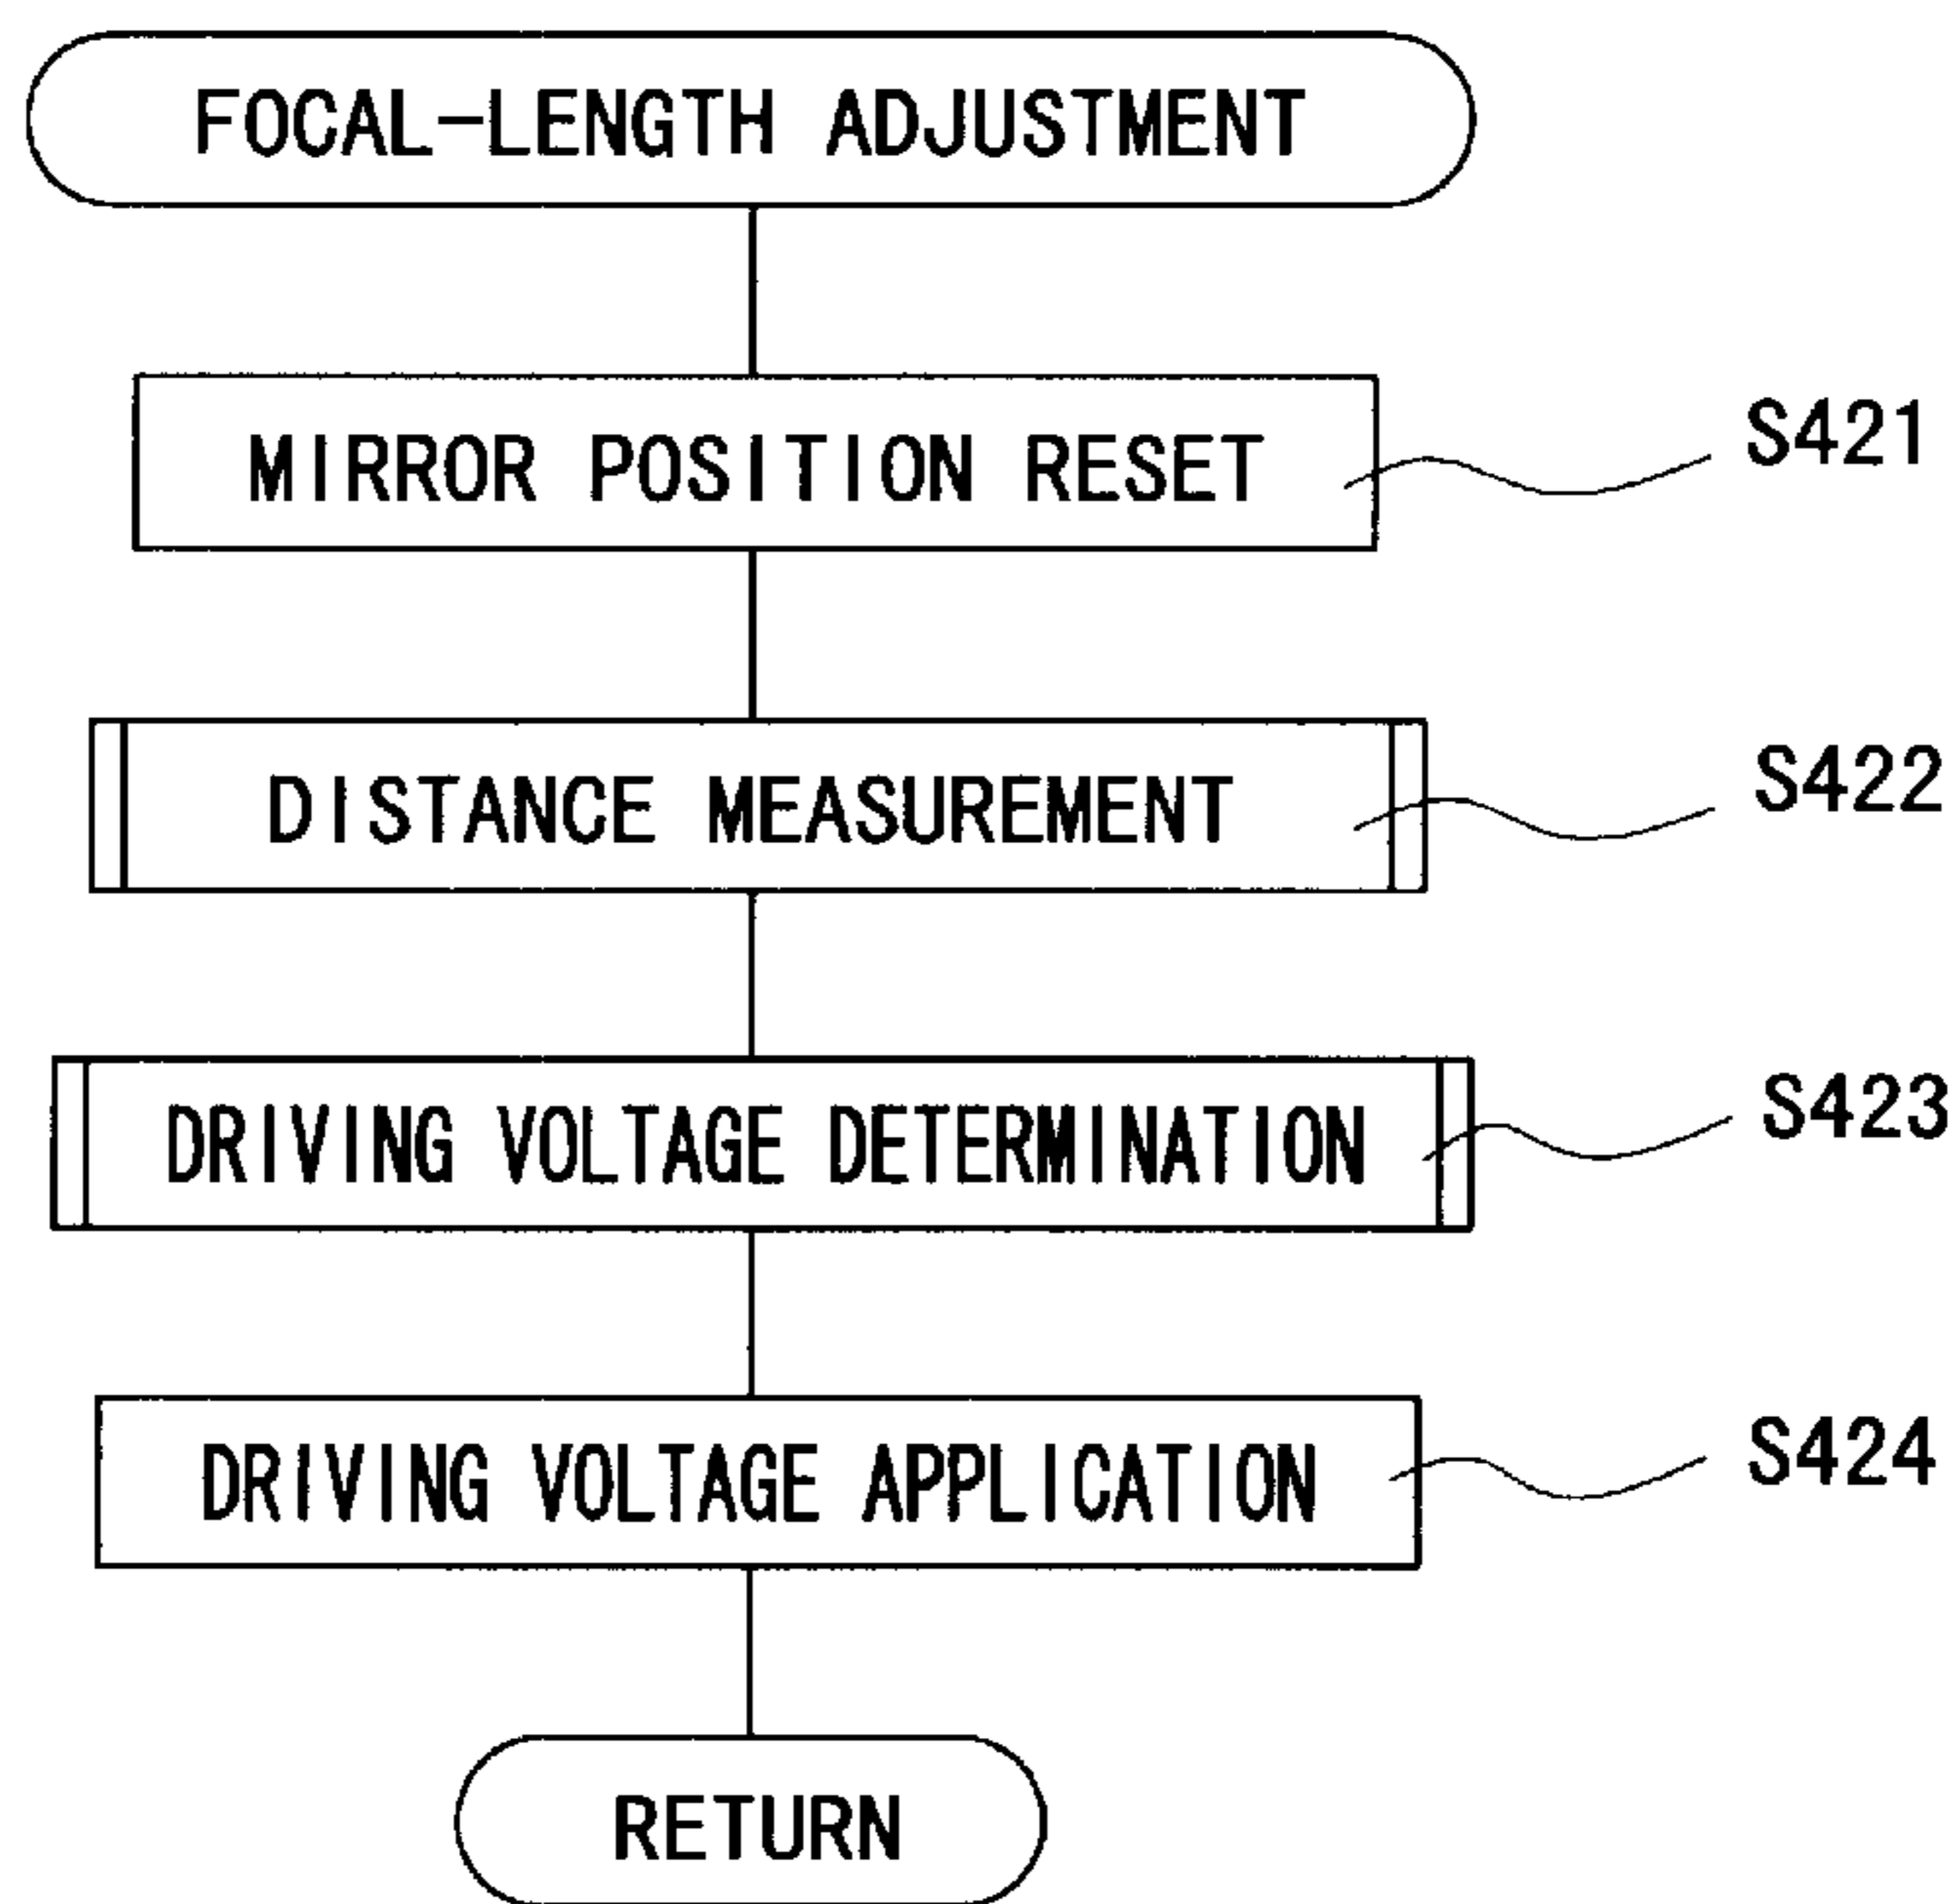 FOCAL-LENGTH ADJUSTMENT
MIRROR POSITION RESET S421
DISTANCE MEASUREMENT S422
DRIVING VOLTAGE DETERMINATION S423
DRIVING VOLTAGE APPLICATION S424
RETURN